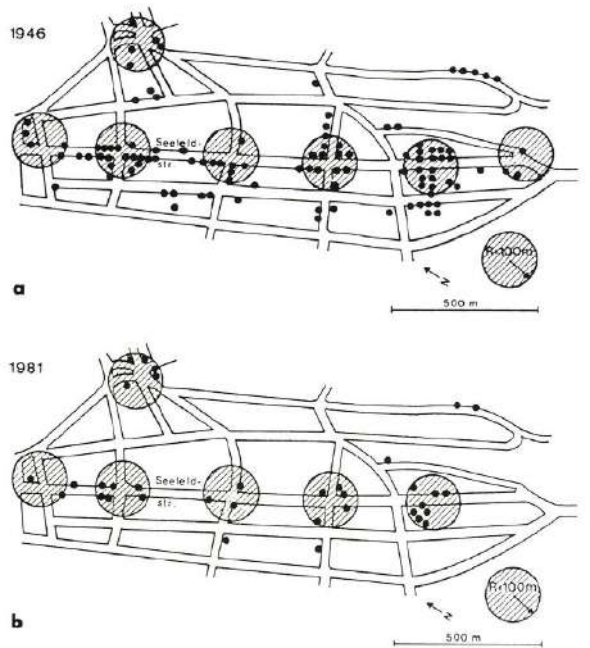 1946
Seefeld-
str.
R=100m
N
a
500 m
1981
Seefeld-
str.
R=100m
N
b
500 m